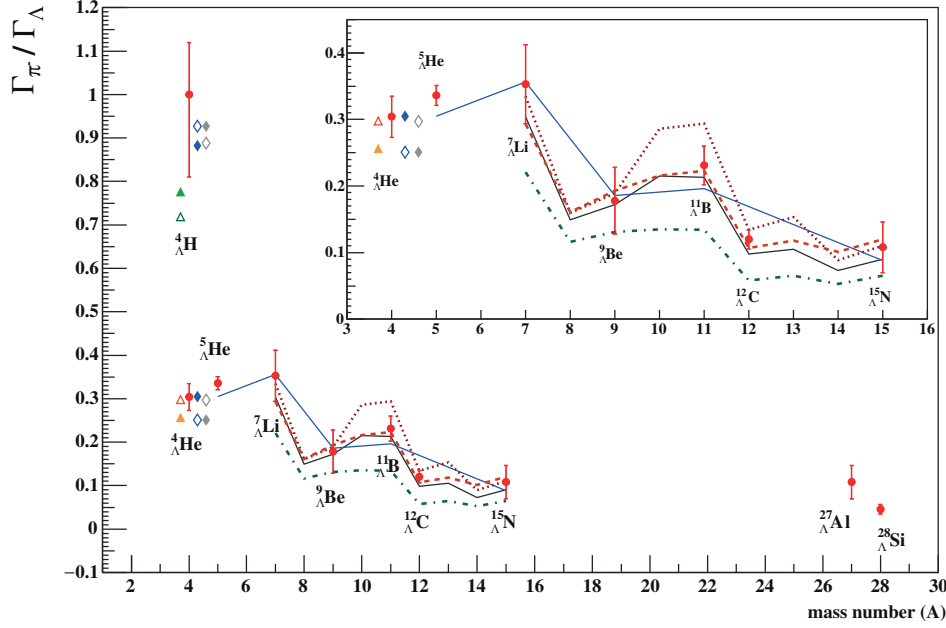 Γπ / ΓΛ
1.2
1.1
1
0.9
0.8
0.7
0.6
0.5
0.4
0.3
0.2
0.1
0
−0.1
0.4
0.3
0.2
0.1
0
3 4 5 6 7 8 9 10 11 12 13 14 15 16
⁵ΛHe
⁴ΛHe
⁷ΛLi
⁹ΛBe
¹¹ΛB
¹²ΛC
¹⁵ΛN
⁴ΛH
⁵ΛHe
⁴ΛHe
⁷ΛLi
⁹ΛBe
¹¹ΛB
¹²ΛC
¹⁵ΛN
²⁷ΛAl
²⁸ΛSi
2 4 6 8 10 12 14 16 18 20 22 24 26 28 30
mass number (A)